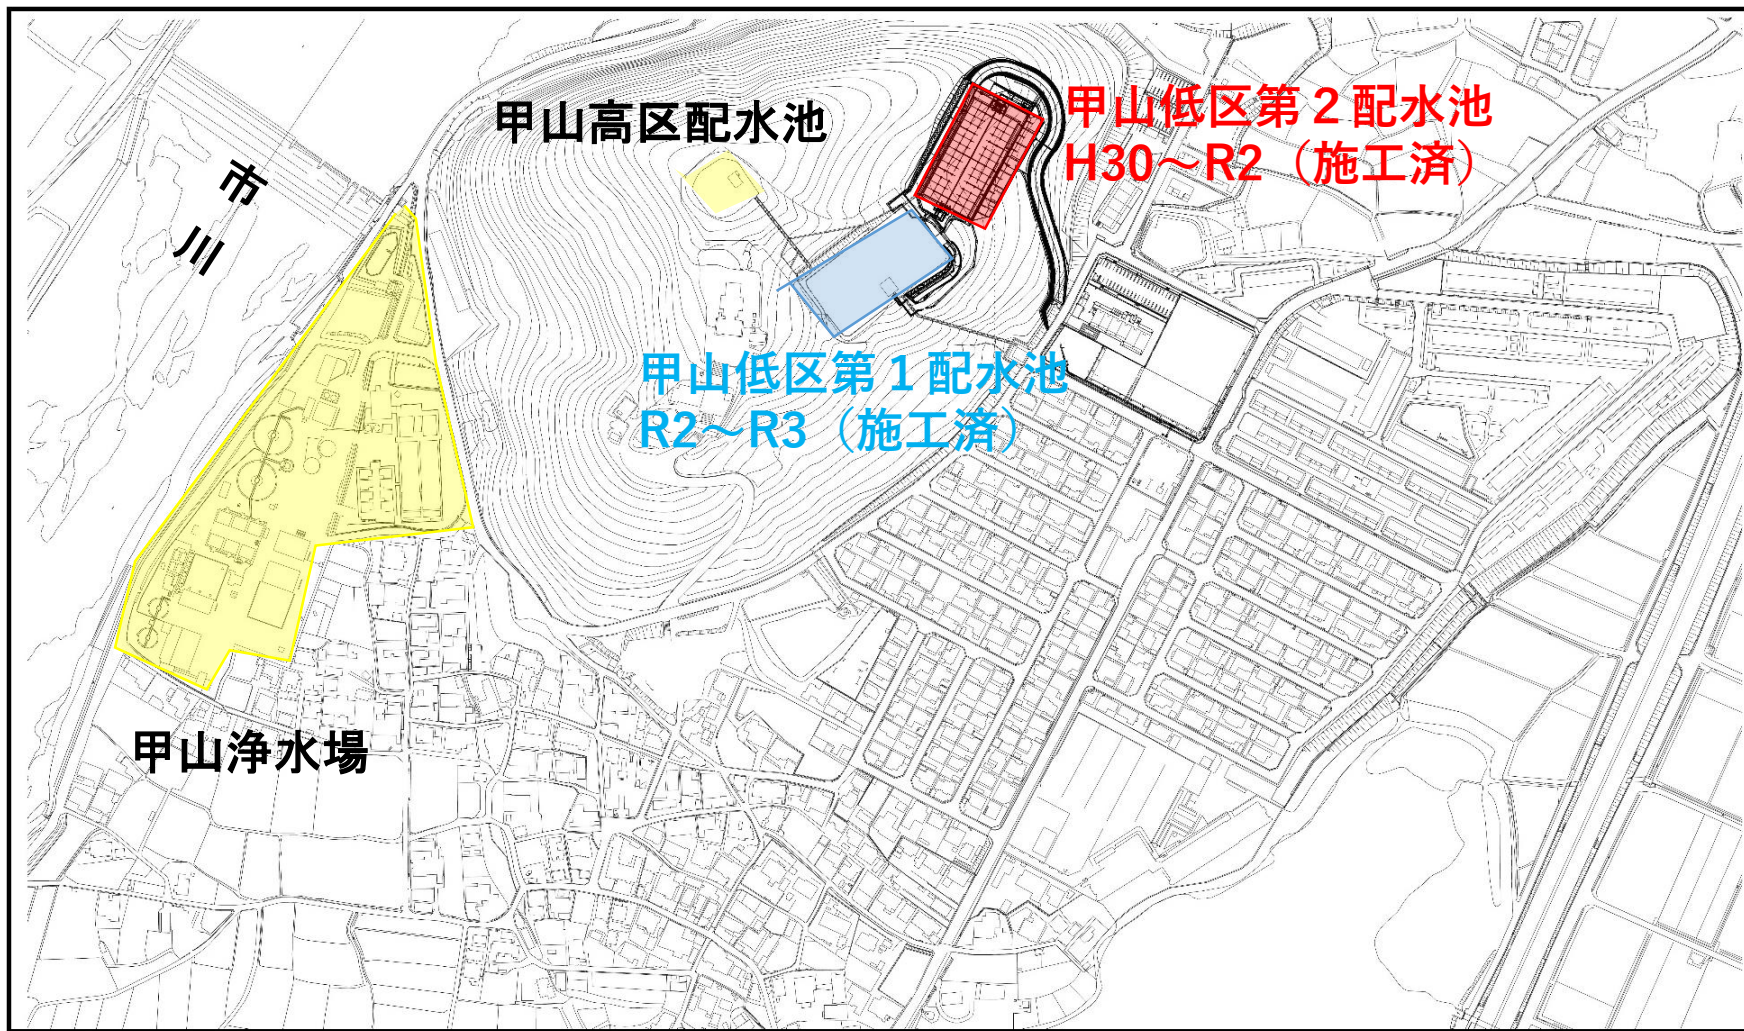 甲山高区配水池
甲山低区第2配水池
H30～R2（施工済）
市川
甲山低区第1配水池
R2～R3（施工済）
甲山浄水場